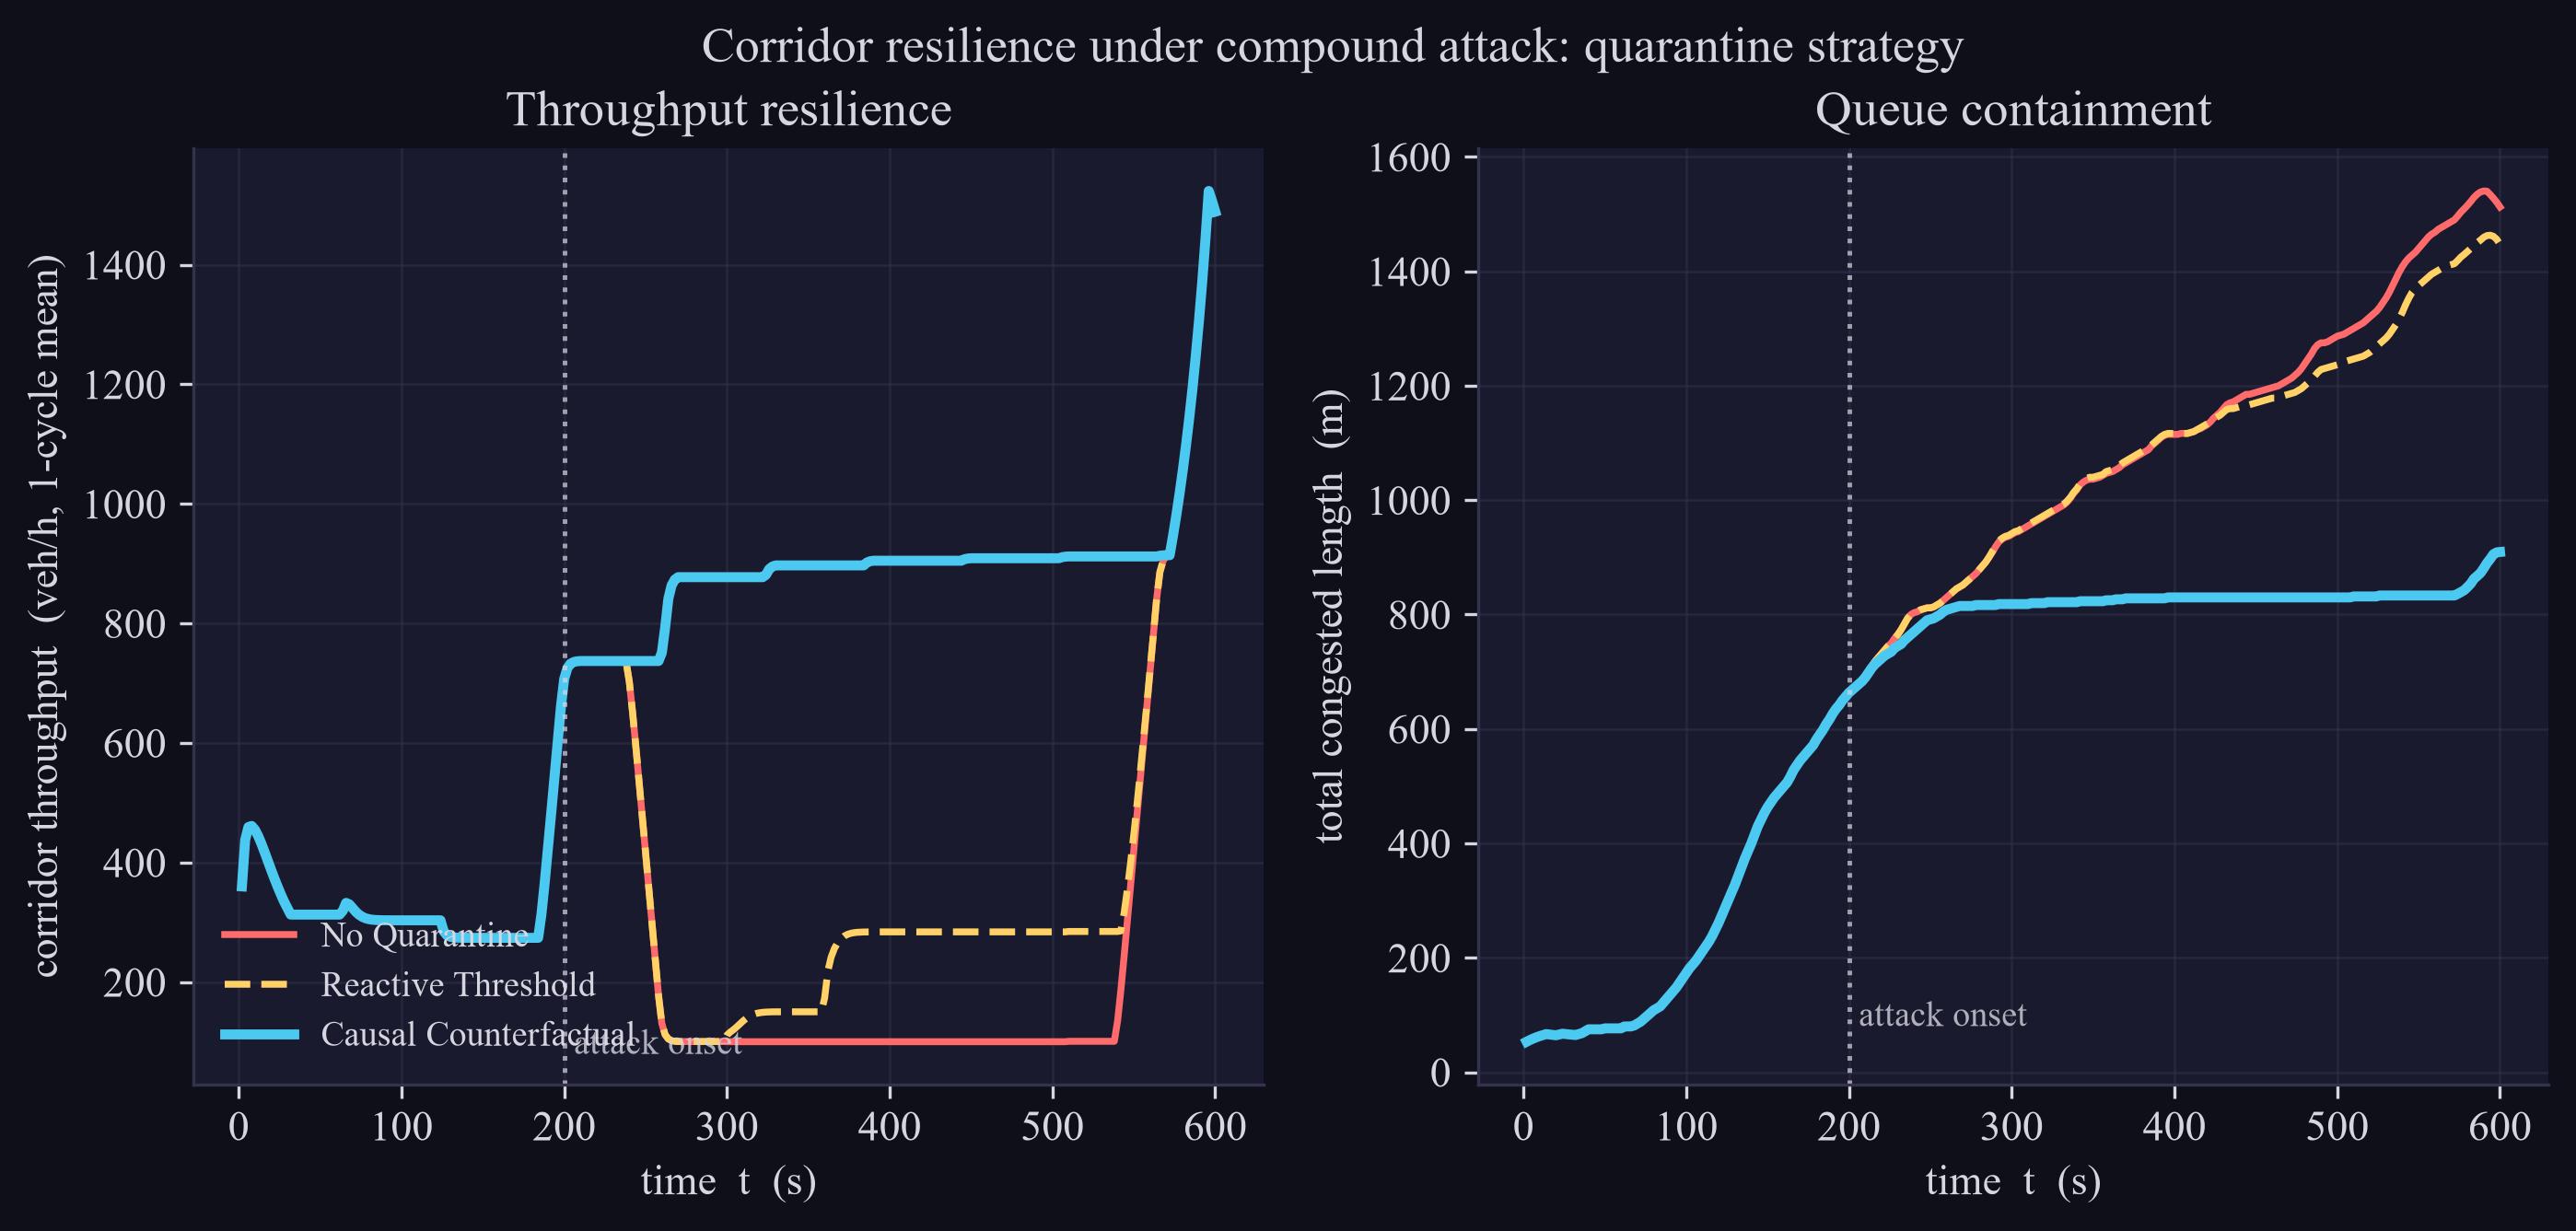 Corridor resilience under compound attack: quarantine strategy
Throughput resilience
corridor throughput (veh/h, 1-cycle mean)
1400
1200
1000
800
600
400
200
No Quarantine
Reactive Threshold
Causal Counterfactual
attack onset
0 100 200 300 400 500 600
time t (s)
Queue containment
total congested length (m)
1600
1400
1200
1000
800
600
400
200
0
attack onset
0 100 200 300 400 500 600
time t (s)